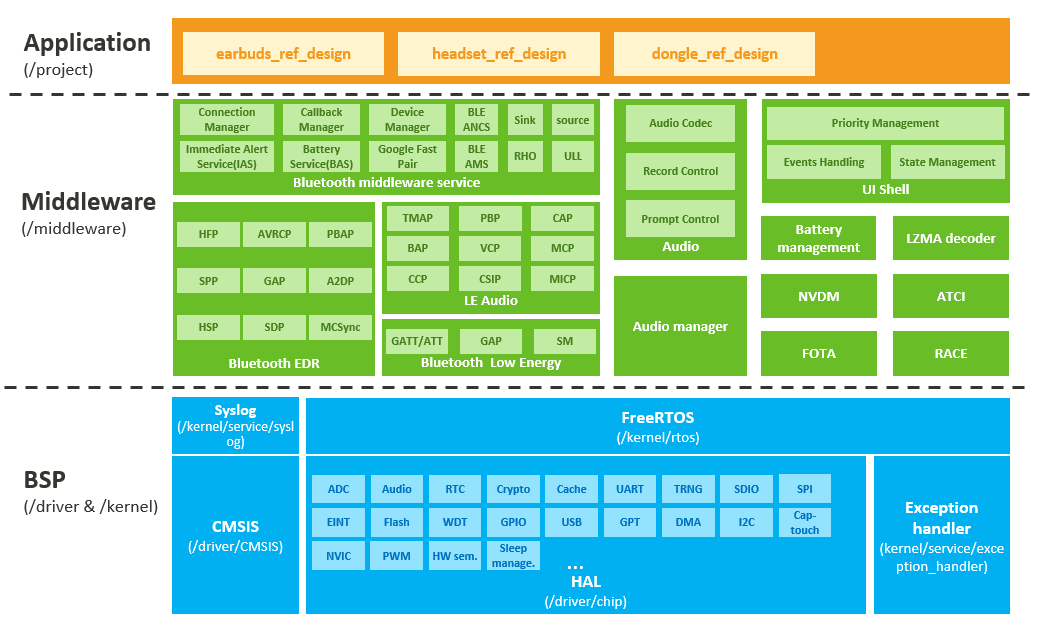 Application
(/project)
earbuds_ref_design
headset_ref_design
dongle_ref_design
Middleware
(/middleware)
Connection
Manager
Callback
Manager
Device
Manager
BLE
ANCS
Sink
source
Immediate Alert
Service(IAS)
Battery
Service(BAS)
Google Fast
Pair
BLE
AMS
RHO
ULL
Bluetooth middleware service
HFP
AVRCP
PBAP
SPP
GAP
A2DP
HSP
SDP
MCSync
Bluetooth EDR
TMAP
PBP
CAP
BAP
VCP
MCP
CCP
CSIP
MICP
LE Audio
GATT/ATT
GAP
SM
Bluetooth Low Energy
Audio Codec
Record Control
Prompt Control
Audio
Audio manager
Priority Management
Events Handling
State Management
UI Shell
Battery
management
LZMA decoder
NVDM
ATCI
FOTA
RACE
BSP
(/driver & /kernel)
Syslog
(/kernel/service/sysl
og)
FreeRTOS
(/kernel/rtos)
CMSIS
(/driver/CMSIS)
ADC
Audio
RTC
Crypto
Cache
UART
TRNG
SDIO
SPI
EINT
Flash
WDT
GPIO
USB
GPT
DMA
I2C
Cap-
touch
NVIC
PWM
HW sem.
Sleep
manage.
...
HAL
(/driver/chip)
Exception
handler
(kernel/service/exce
ption_handler)